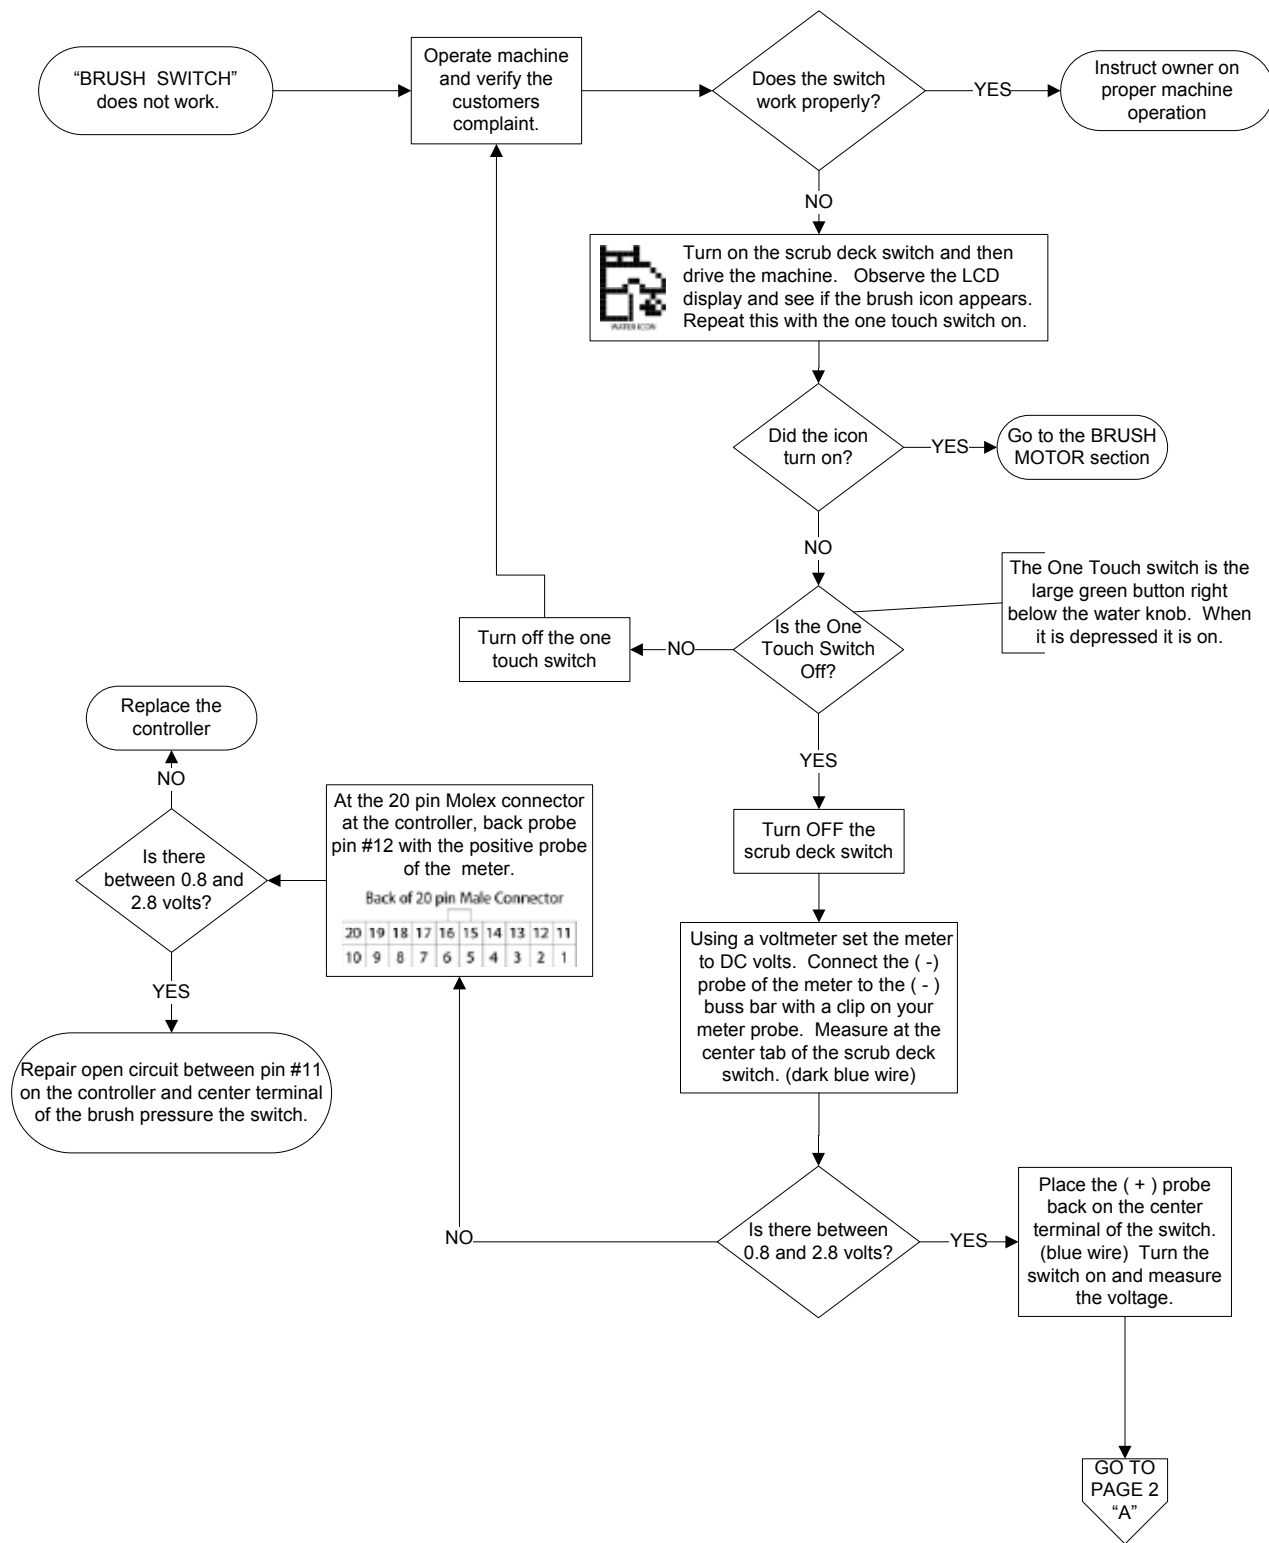 “BRUSH SWITCH”
does not work.
Operate machine
and verify the
customers
complaint.
Does the switch
work properly?
YES
Instruct owner on
proper machine
operation
NO
Turn on the scrub deck switch and then
drive the machine. Observe the LCD
display and see if the brush icon appears.
Repeat this with the one touch switch on.
WATER ICON
Did the icon
turn on?
YES
Go to the BRUSH
MOTOR section
NO
The One Touch switch is the
large green button right
below the water knob. When
it is depressed it is on.
Is the One
Touch Switch
Off?
NO
Turn off the one
touch switch
YES
Turn OFF the
scrub deck switch
Using a voltmeter set the meter
to DC volts. Connect the ( -)
probe of the meter to the ( - )
buss bar with a clip on your
meter probe. Measure at the
center tab of the scrub deck
switch. (dark blue wire)
Is there between
0.8 and 2.8 volts?
NO
YES
At the 20 pin Molex connector
at the controller, back probe
pin #12 with the positive probe
of the meter.
Back of 20 pin Male Connector
20 19 18 17 16 15 14 13 12 11
10 9 8 7 6 5 4 3 2 1
Is there
between 0.8 and
2.8 volts?
NO
Replace the
controller
YES
Repair open circuit between pin #11
on the controller and center terminal
of the brush pressure the switch.
Place the ( + ) probe
back on the center
terminal of the switch.
(blue wire) Turn the
switch on and measure
the voltage.
GO TO
PAGE 2
“A”